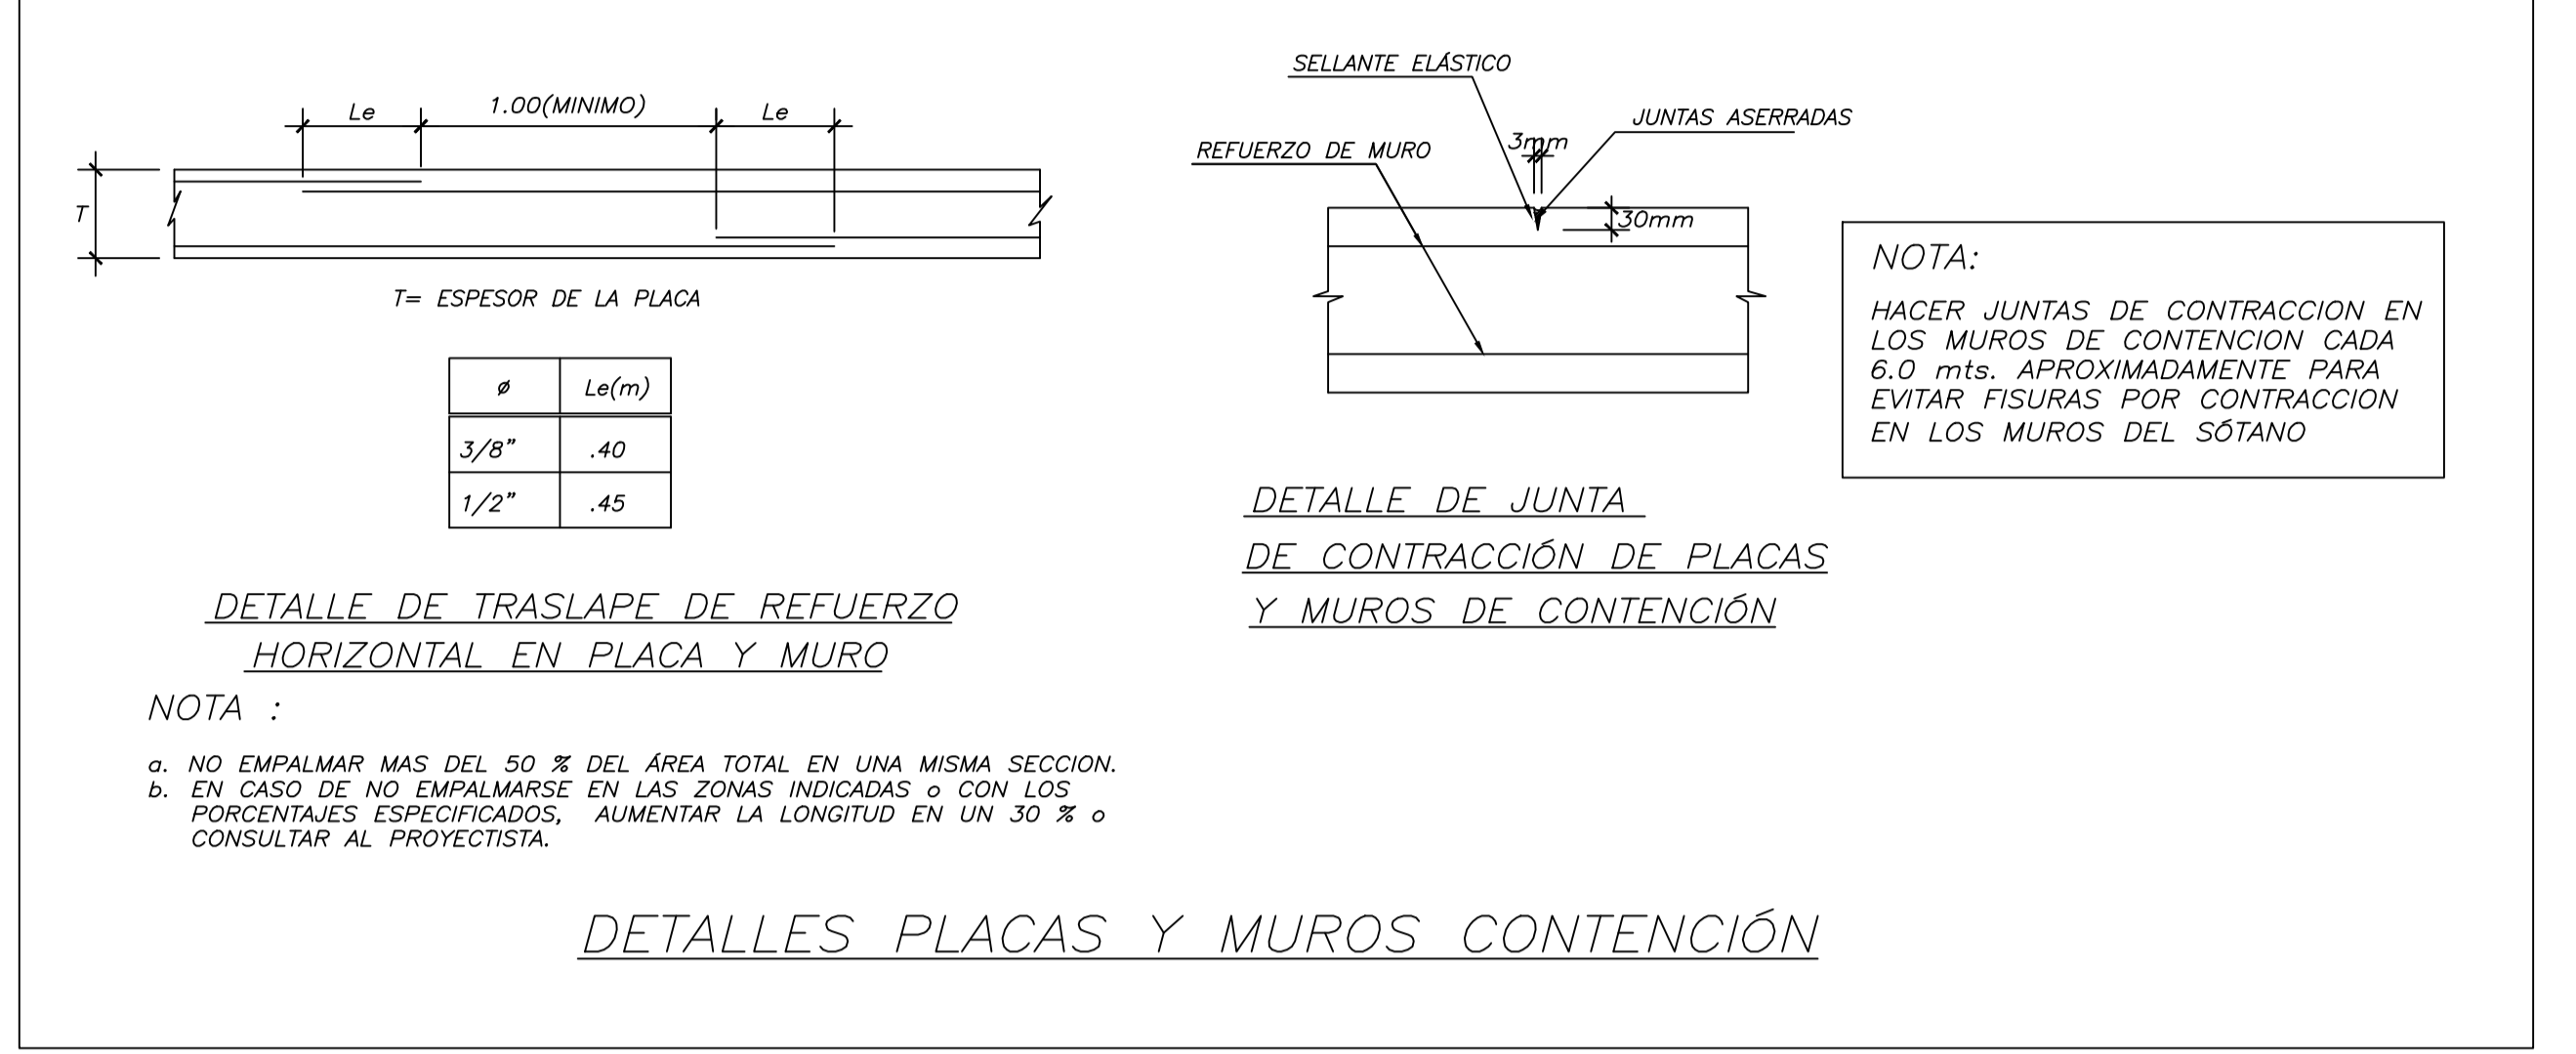 Le
1.00(MINIMO)
Le
T
T= ESPESOR DE LA PLACA
ø Le(m)
3/8" .40
1/2" .45
DETALLE DE TRASLAPE DE REFUERZO
HORIZONTAL EN PLACA Y MURO
NOTA :
a. NO EMPALMAR MAS DEL 50 % DEL ÁREA TOTAL EN UNA MISMA SECCION.
b. EN CASO DE NO EMPALMARSE EN LAS ZONAS INDICADAS o CON LOS
PORCENTAJES ESPECIFICADOS, AUMENTAR LA LONGITUD EN UN 30 % o
CONSULTAR AL PROYECTISTA.
SELLANTE ELÁSTICO
JUNTAS ASERRADAS
3mm
REFUERZO DE MURO
30mm
DETALLE DE JUNTA
DE CONTRACCIÓN DE PLACAS
Y MUROS DE CONTENCIÓN
NOTA:
HACER JUNTAS DE CONTRACCION EN
LOS MUROS DE CONTENCION CADA
6.0 mts. APROXIMADAMENTE PARA
EVITAR FISURAS POR CONTRACCION
EN LOS MUROS DEL SÓTANO
DETALLES PLACAS Y MUROS CONTENCIÓN